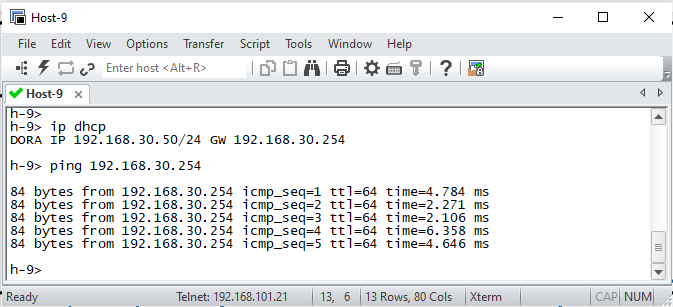 Host-9
File Edit View Options Transfer Script Tools Window Help
Enter host <Alt+R>
Host-9
h-9>
h-9> ip dhcp
DORA IP 192.168.30.50/24 GW 192.168.30.254
h-9> ping 192.168.30.254
84 bytes from 192.168.30.254 icmp_seq=1 ttl=64 time=4.784 ms
84 bytes from 192.168.30.254 icmp_seq=2 ttl=64 time=2.271 ms
84 bytes from 192.168.30.254 icmp_seq=3 ttl=64 time=2.106 ms
84 bytes from 192.168.30.254 icmp_seq=4 ttl=64 time=6.358 ms
84 bytes from 192.168.30.254 icmp_seq=5 ttl=64 time=4.646 ms
h-9>
Ready Telnet: 192.168.101.21 13, 6 13 Rows, 80 Cols Xterm CAP NUM